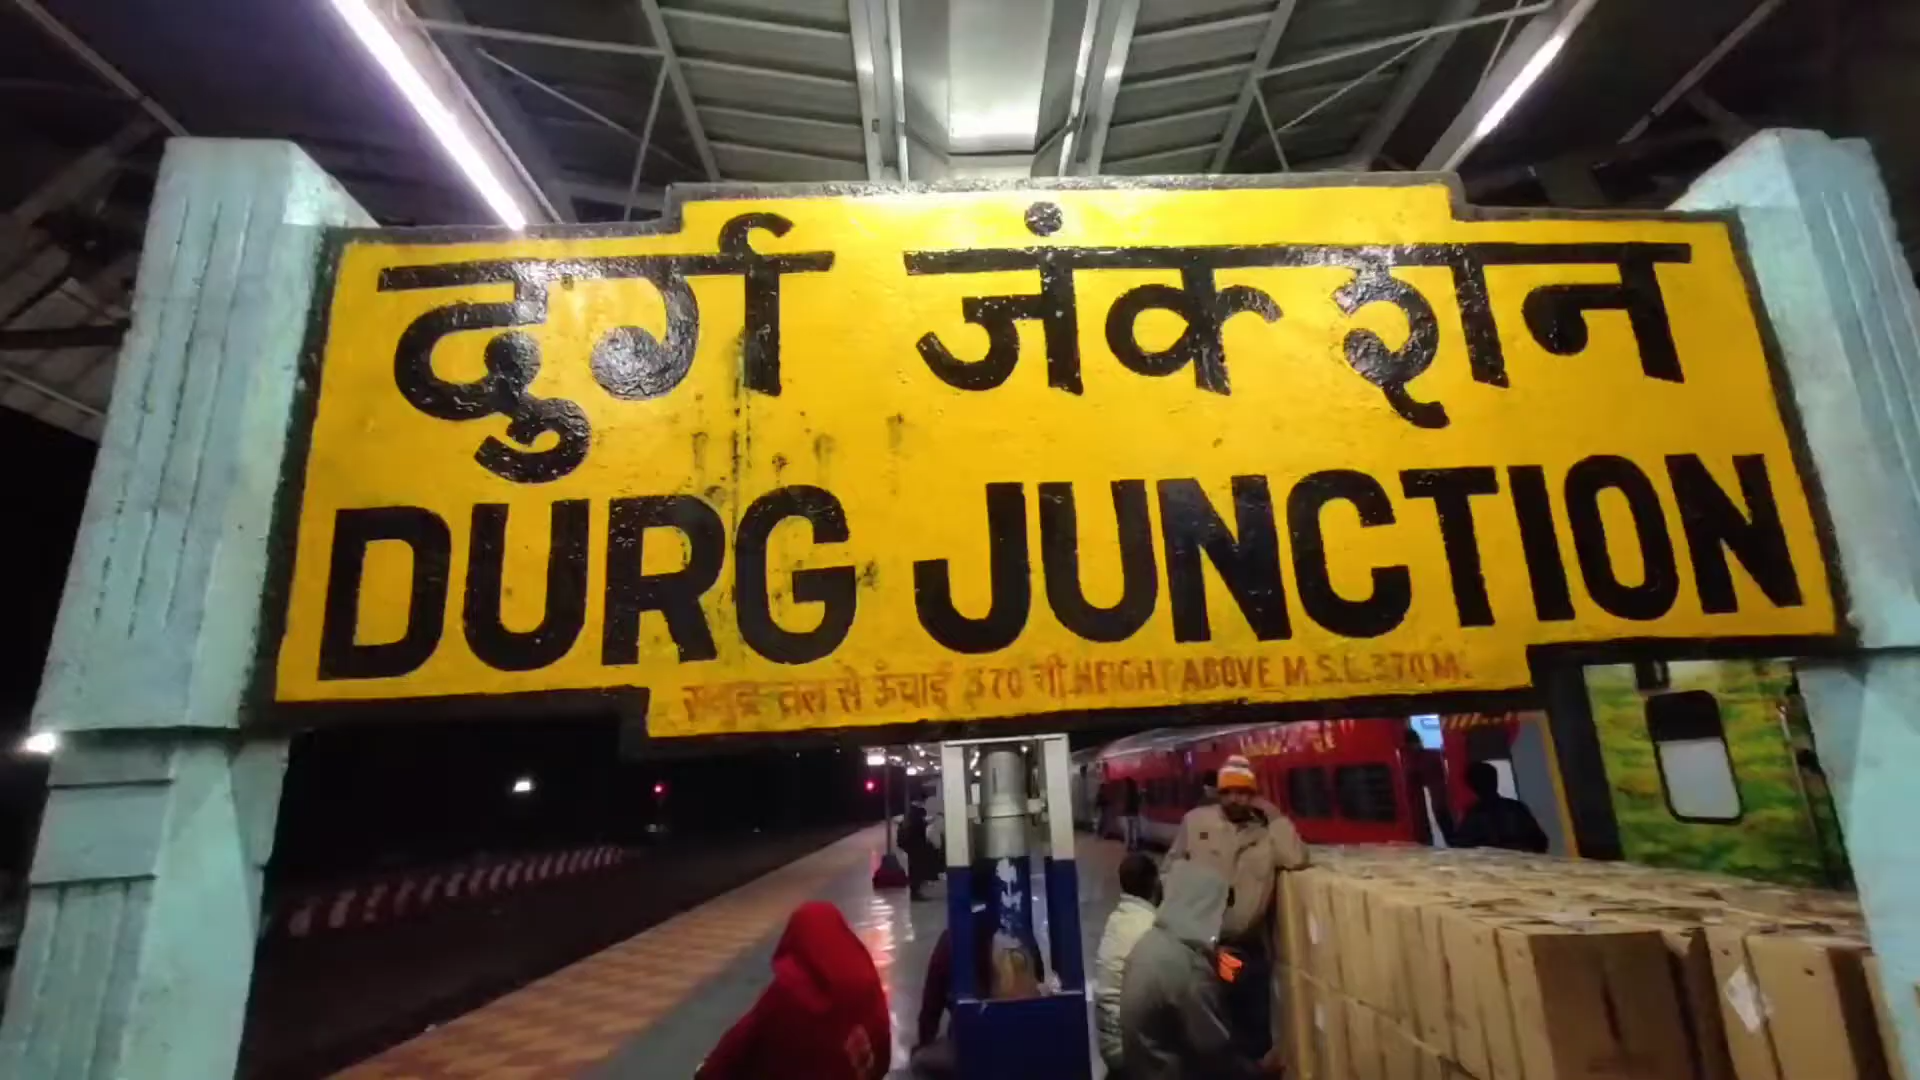 दुर्ग जंकशन
DURG JUNCTION
समुद्र तल से ऊंचाई 370 मी. HEIGHT ABOVE M.S.L. 370.M.